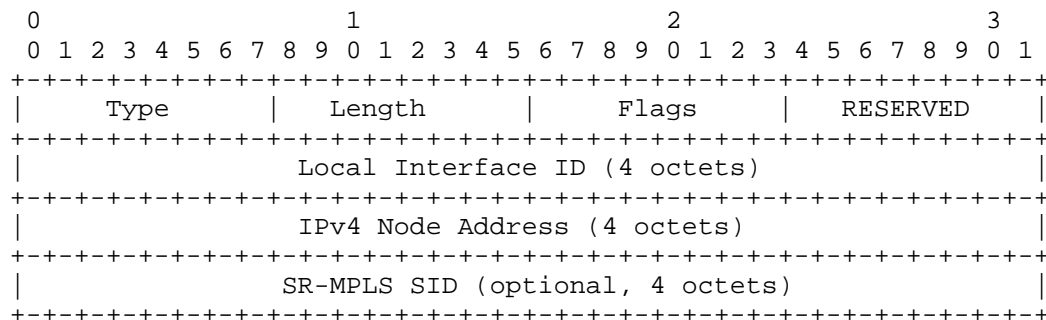 0                   1                   2                   3
 0 1 2 3 4 5 6 7 8 9 0 1 2 3 4 5 6 7 8 9 0 1 2 3 4 5 6 7 8 9 0 1
+-+-+-+-+-+-+-+-+-+-+-+-+-+-+-+-+-+-+-+-+-+-+-+-+-+-+-+-+-+-+-+-+
|     Type      |   Length      |     Flags     |   RESERVED    |
+-+-+-+-+-+-+-+-+-+-+-+-+-+-+-+-+-+-+-+-+-+-+-+-+-+-+-+-+-+-+-+-+
|                 Local Interface ID (4 octets)                 |
+-+-+-+-+-+-+-+-+-+-+-+-+-+-+-+-+-+-+-+-+-+-+-+-+-+-+-+-+-+-+-+-+
|                 IPv4 Node Address (4 octets)                  |
+-+-+-+-+-+-+-+-+-+-+-+-+-+-+-+-+-+-+-+-+-+-+-+-+-+-+-+-+-+-+-+-+
|                SR-MPLS SID (optional, 4 octets)               |
+-+-+-+-+-+-+-+-+-+-+-+-+-+-+-+-+-+-+-+-+-+-+-+-+-+-+-+-+-+-+-+-+